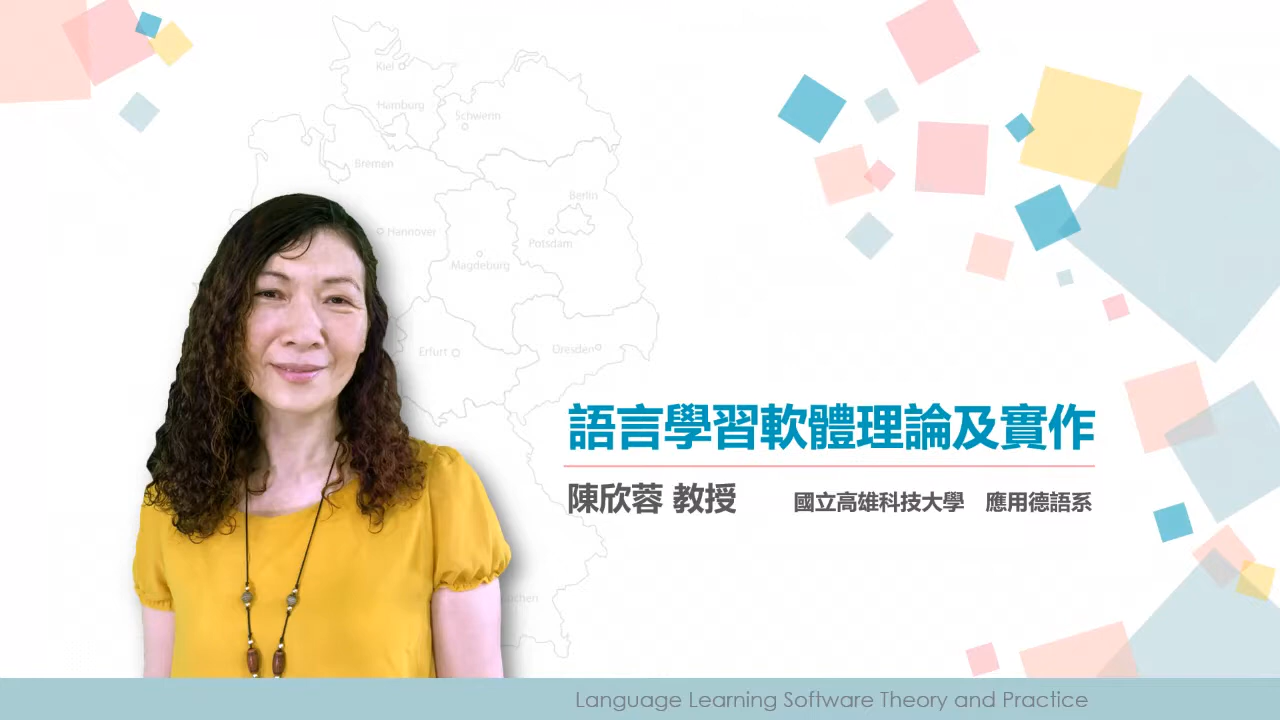 Kiel
Hamburg
Schwerin
Bremen
Berlin
Hannover
Potsdam
Magdeburg
Erfurt
Dresden
語言學習軟體理論及實作
陳欣蓉 教授 國立高雄科技大學 應用德語系
Language Learning Software Theory and Practice